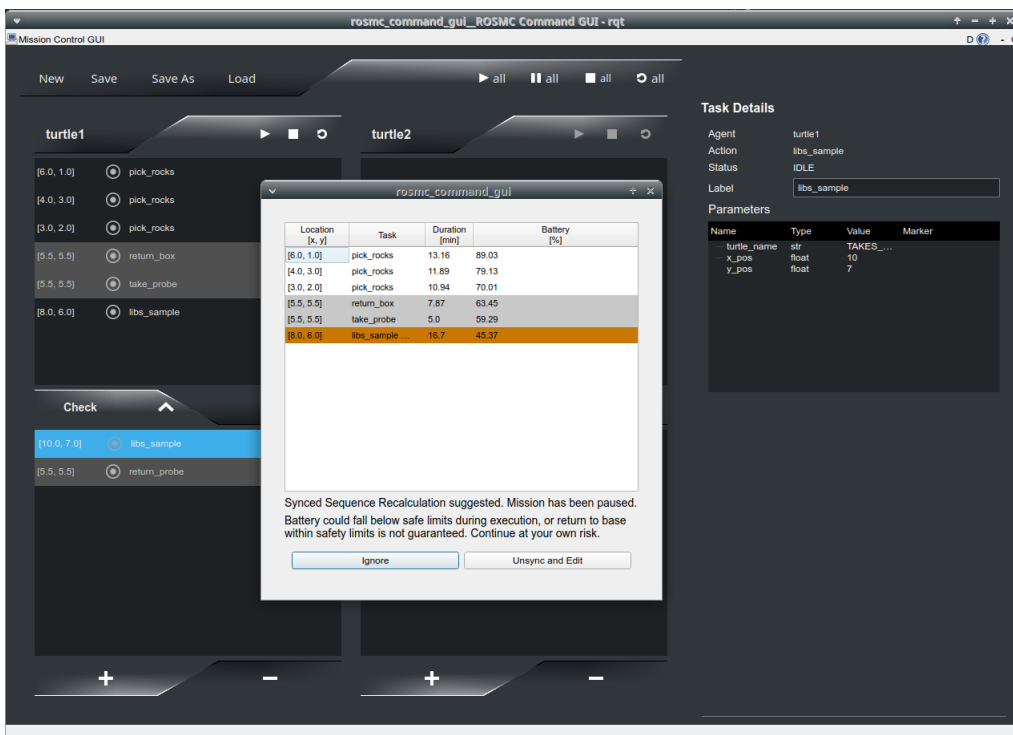 rosmc_command_gui__ROSMC Command GUI - rqt
Mission Control GUI
D
New Save Save As Load
all all all all
turtle1
turtle2
[6.0, 1.0] pick_rocks
[4.0, 3.0] pick_rocks
[3.0, 2.0] pick_rocks
[5.5, 5.5] return_box
[5.5, 5.5] take_probe
[8.0, 6.0] libs_sample
Check
[10.0, 7.0] libs_sample
[5.5, 5.5] return_probe
rosmc_command_gui
Location [x, y] Task Duration [min] Battery [%]
[6.0, 1.0] pick_rocks 13.16 89.03
[4.0, 3.0] pick_rocks 11.89 79.13
[3.0, 2.0] pick_rocks 10.94 70.01
[5.5, 5.5] return_box 7.87 63.45
[5.5, 5.5] take_probe 5.0 59.29
[8.0, 6.0] libs_sample ... 16.7 45.37
Synced Sequence Recalculation suggested. Mission has been paused.
Battery could fall below safe limits during execution, or return to base
within safety limits is not guaranteed. Continue at your own risk.
Ignore Unsync and Edit
Task Details
Agent turtle1
Action libs_sample
Status IDLE
Label libs_sample
Parameters
Name Type Value Marker
turtle_name str TAKES_...
x_pos float 10
y_pos float 7